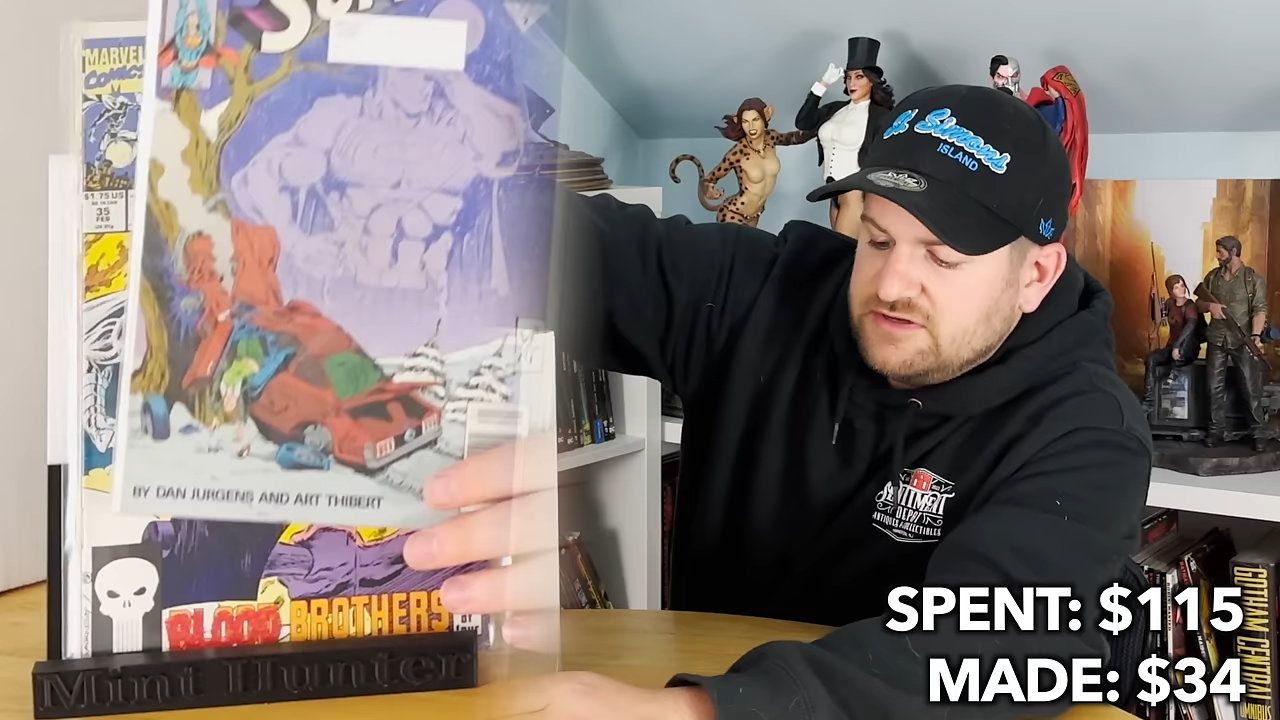 MARVEL
COMICS
$1.75 US
35
FEB
BY DAN JURGENS AND ART THIBERT
BLOOD BROTHERS
Mint Hunter
St. Simons
ISLAND
SENTIMENT
DEPOT
ANTIQUES & COLLECTIBLES
GOTHAM CENTRAL
OMNIBUS
SPENT: $115
MADE: $34